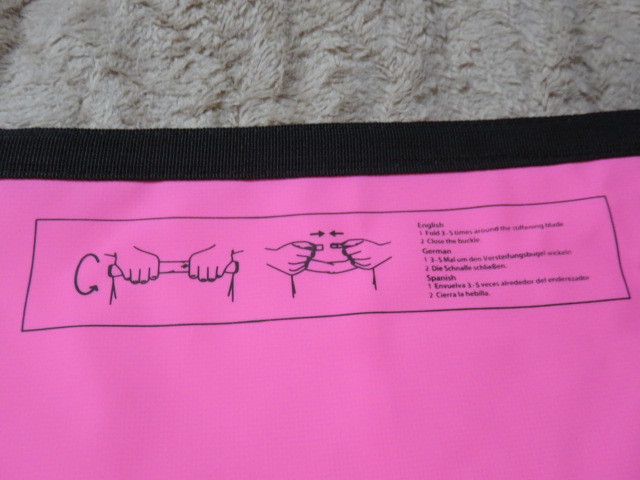 English
1 Fold 3-5 times around the stiffening blade
2 Close the buckle.
German
1 3-5 Mal um den Versteifungsbügel wickeln
2 Die Schnalle schließen.
Spanish
1 Envuelva 3-5 veces alrededor del enderezador
2 Cierra la hebilla.